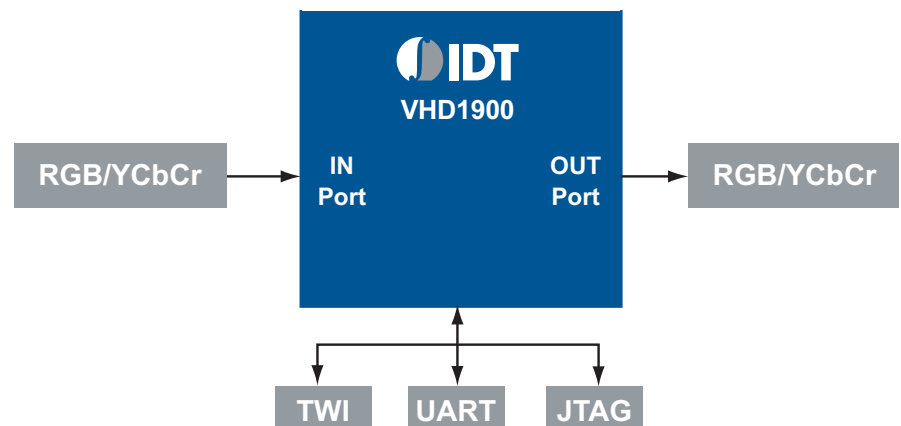 IDT
VHD1900
RGB/YCbCr
IN
Port
OUT
Port
RGB/YCbCr
TWI
UART
JTAG